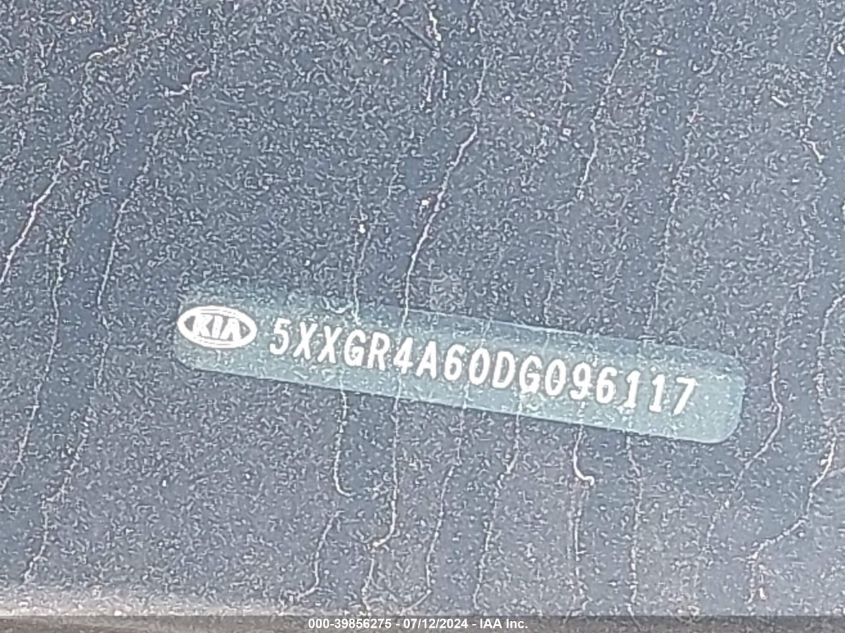 KIA 5XXGR4A60DG096117
000-39856275 - 07/12/2024 - IAA Inc.